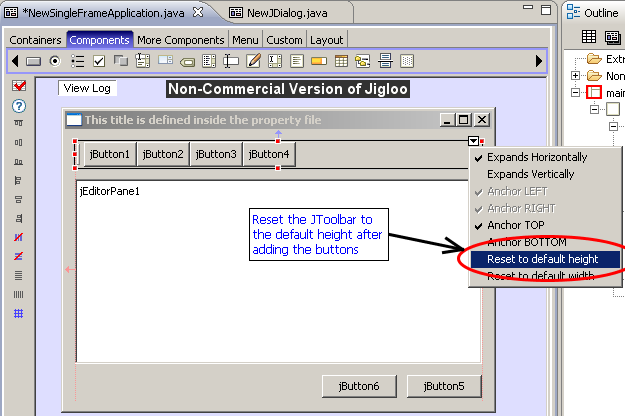 *NewSingleFrameApplication.java
NewJDialog.java
Outline
Containers Components More Components Menu Custom Layout
View Log
Non-Commercial Version of Jigloo
Extr
Non
main
This title is defined inside the property file
jButton1 jButton2 jButton3 jButton4
jEditorPane1
Reset the JToolbar to
the default height after
adding the buttons
Expands Horizontally
Expands Vertically
Anchor LEFT
Anchor RIGHT
Anchor TOP
Anchor BOTTOM
Reset to default height
Reset to default width
jButton6 jButton5